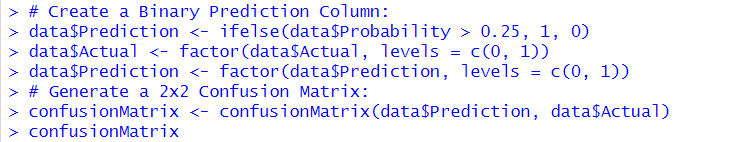 > # Create a Binary Prediction Column:
> data$Prediction <- ifelse(data$Probability > 0.25, 1, 0)
> data$Actual <- factor(data$Actual, levels = c(0, 1))
> data$Prediction <- factor(data$Prediction, levels = c(0, 1))
> # Generate a 2x2 Confusion Matrix:
> confusionMatrix <- confusionMatrix(data$Prediction, data$Actual)
> confusionMatrix